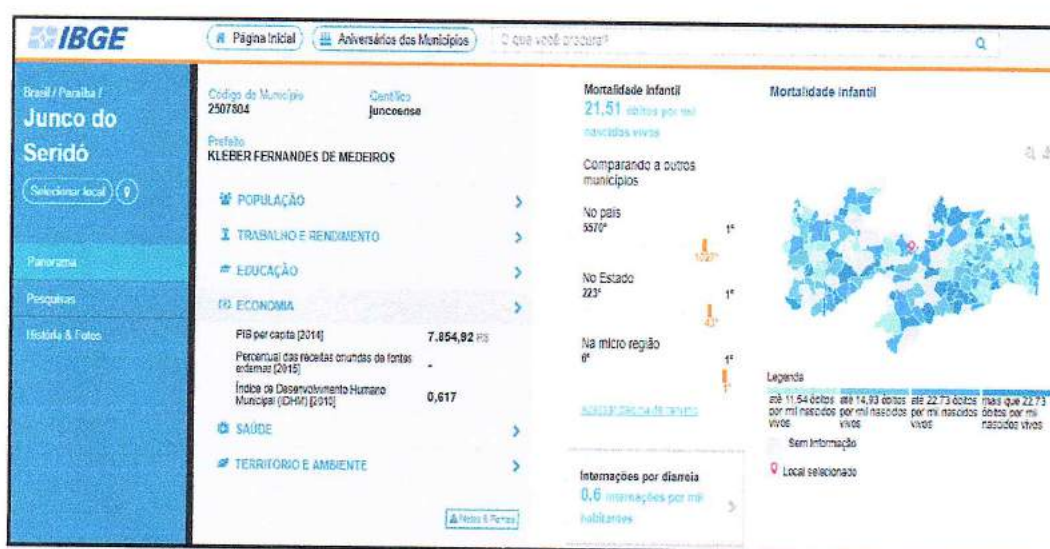 IBGE
Página Inicial
Aniversários dos Municípios
O que você procura?
Brasil / Paraíba /
Junco do
Seridó
Selecionar local
Panorama
Pesquisas
História & Fotos
Código do Município
2507804
Gentílico
juncoense
Prefeito
KLEBER FERNANDES DE MEDEIROS
POPULAÇÃO
TRABALHO E RENDIMENTO
EDUCAÇÃO
ECONOMIA
PIB per capita [2014]
7.854,92 R$
Percentual das receitas oriundas de fontes
externas [2015]
-
Índice de Desenvolvimento Humano
Municipal (IDHM) [2010]
0,617
SAÚDE
TERRITÓRIO E AMBIENTE
Notas & Fontes
Mortalidade Infantil
21,51 óbitos por mil
nascidos vivos
Comparando a outros
municípios
No país
5570º
1º
No Estado
223º
1º
43º
Na micro região
6º
1º
1º
Internações por diarreia
0,6 internações por mil
habitantes
Mortalidade Infantil
Legenda
até 11,54 óbitos
por mil nascidos
vivos
até 14,93 óbitos
por mil nascidos
vivos
até 22,73 óbitos
por mil nascidos
vivos
mais que 22,73
óbitos por mil
nascidos vivos
Sem Informação
Local selecionado